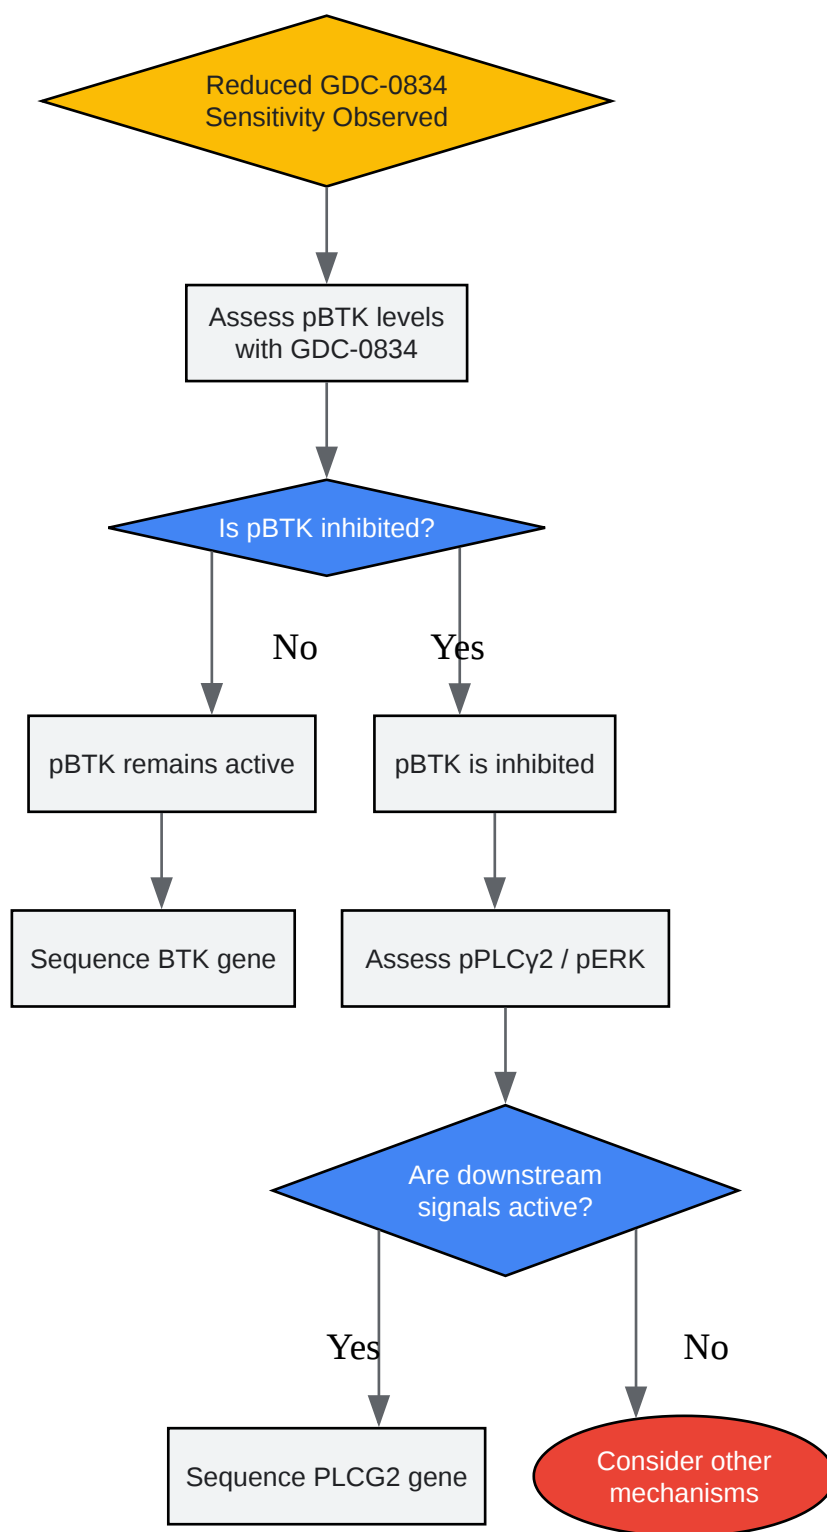 Reduced GDC-0834
Sensitivity Observed
Assess pBTK levels
with GDC-0834
Is pBTK inhibited?
No
Yes
pBTK remains active
pBTK is inhibited
Sequence BTK gene
Assess pPLCγ2 / pERK
Are downstream
signals active?
Yes
No
Sequence PLCG2 gene
Consider other
mechanisms